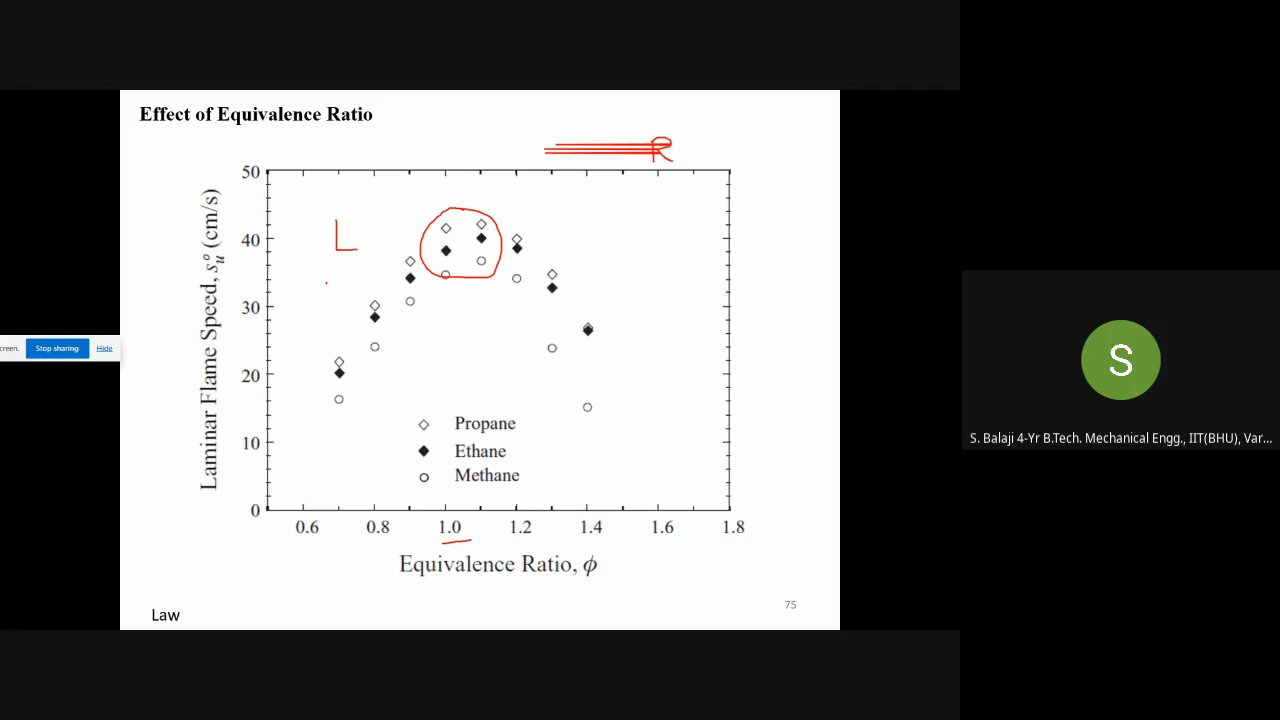 Effect of Equivalence Ratio
R
50
40
30
20
10
0
L
Laminar Flame Speed, s°ᵤ (cm/s)
Propane
Ethane
Methane
0.6 0.8 1.0 1.2 1.4 1.6 1.8
Equivalence Ratio, ϕ
75
Law
creen. Stop sharing Hide
S
S. Balaji 4-Yr B.Tech. Mechanical Engg., IIT(BHU), Var...